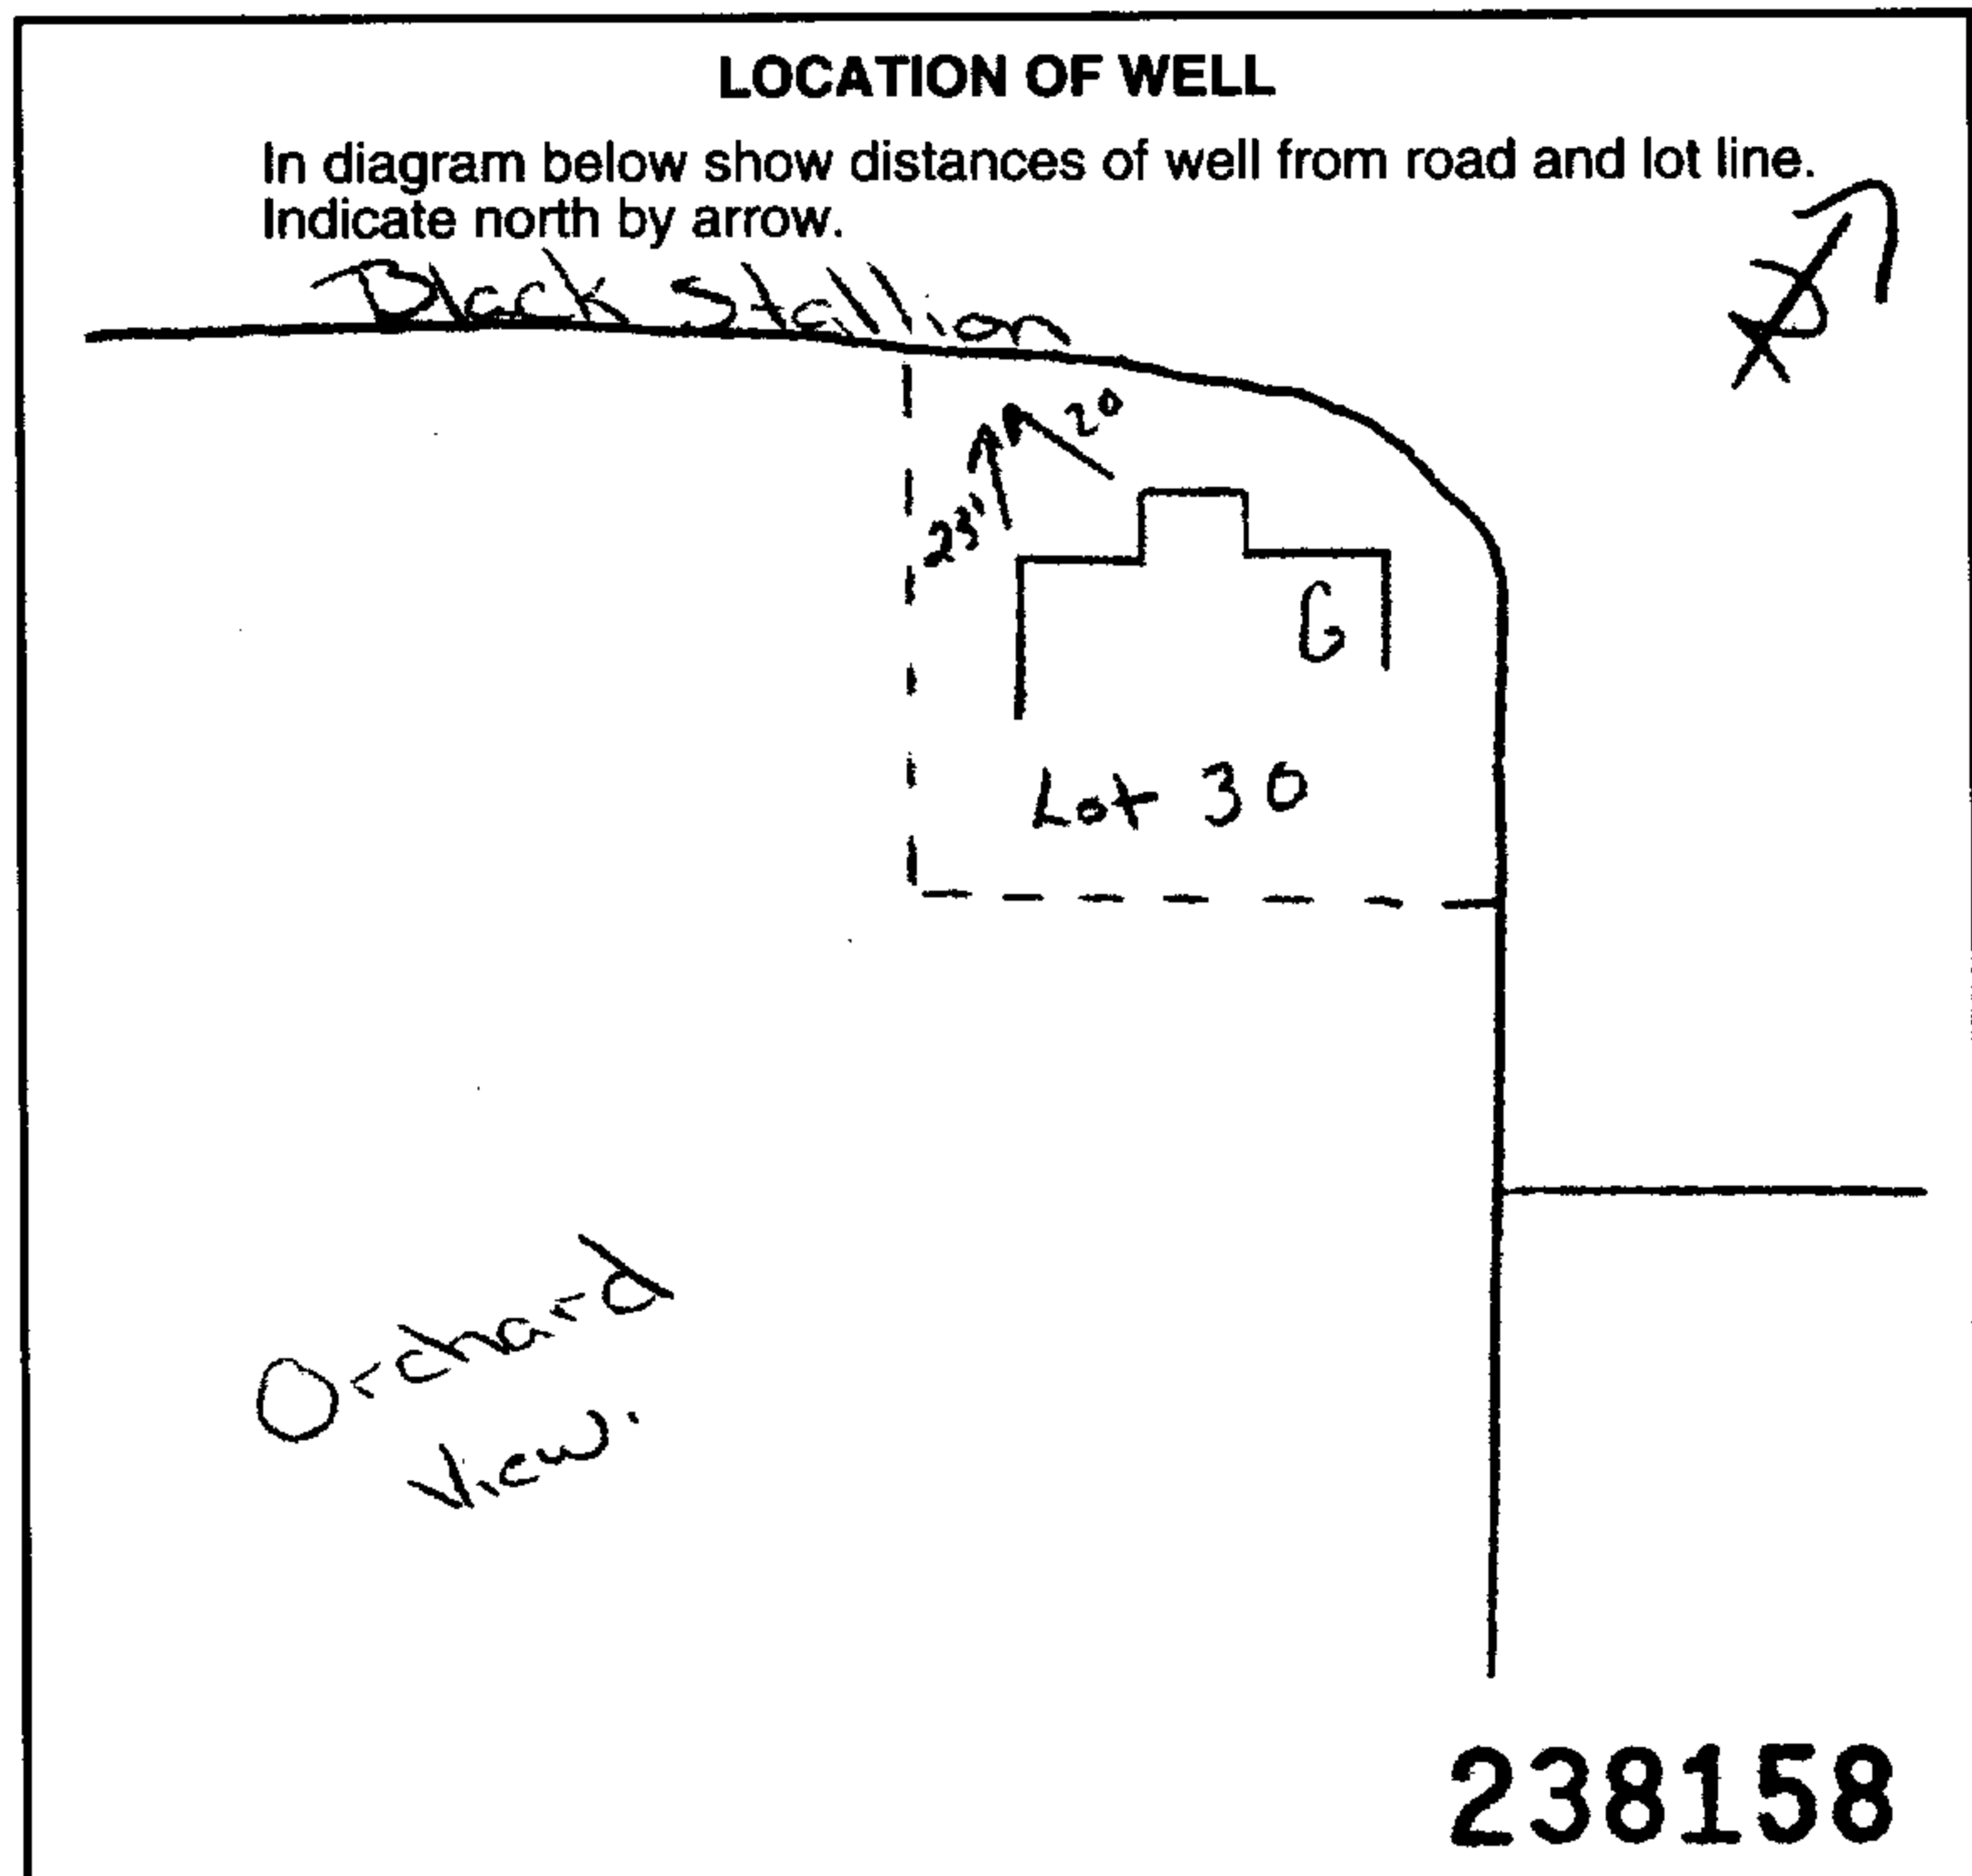 LOCATION OF WELL
In diagram below show distances of well from road and lot line.
Indicate north by arrow.
Black Stallion
20
23'
G
Lot 30
Orchard
View.
238158